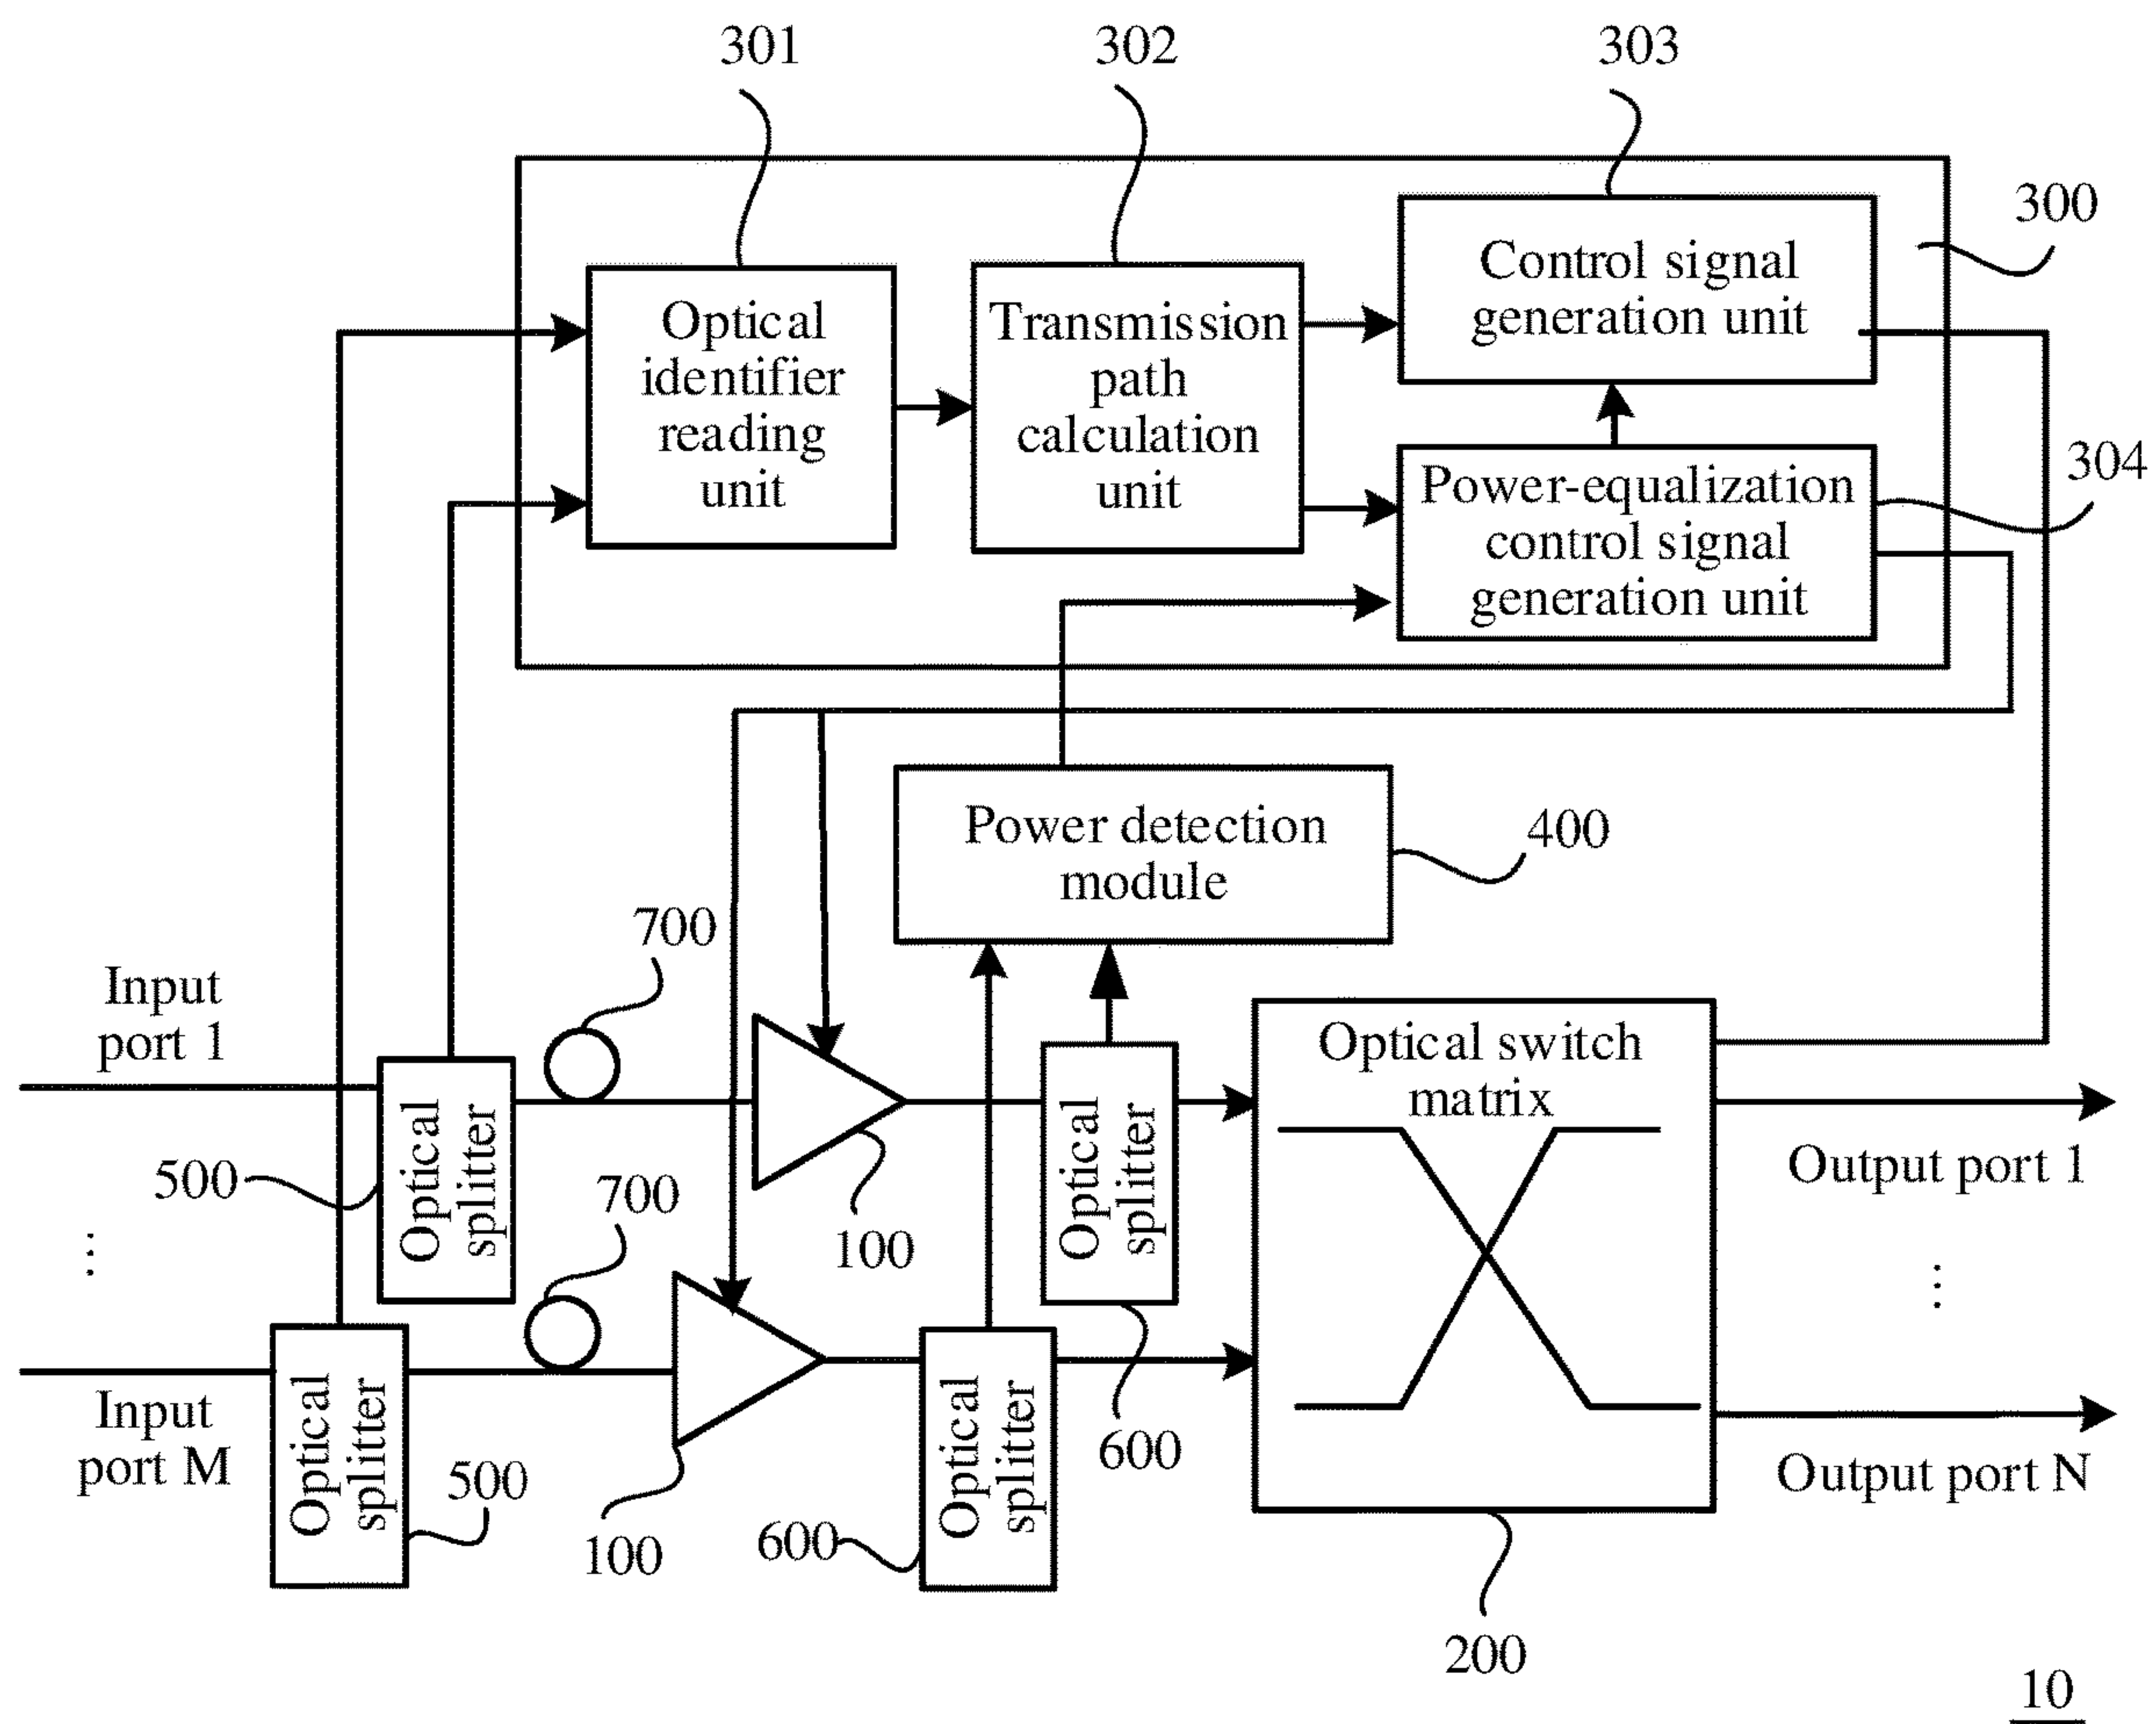 301
302
303
300
Optical
identifier
reading
unit
Transmission
path
calculation
unit
Control signal
generation unit
304
Power-equalization
control signal
generation unit
Power detection
module
400
700
Input
port 1
Optical
splitter
500
100
Optical
splitter
Optical switch
matrix
Output port 1
⋮
700
⋮
Input
port M
Optical
splitter
500
100
600
Optical
splitter
600
Output port N
200
10